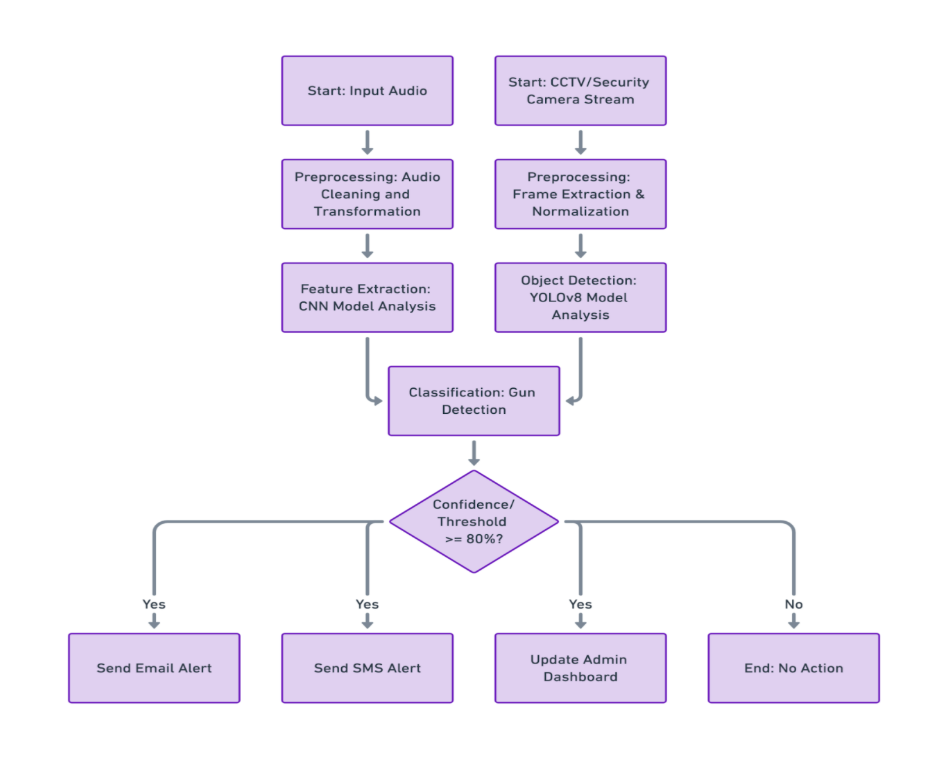 Start: Input Audio
Start: CCTV/Security
Camera Stream
Preprocessing: Audio
Cleaning and
Transformation
Preprocessing:
Frame Extraction &
Normalization
Feature Extraction:
CNN Model Analysis
Object Detection:
YOLOv8 Model
Analysis
Classification: Gun
Detection
Confidence/
Threshold
>= 80%?
Yes
Yes
Yes
No
Send Email Alert
Send SMS Alert
Update Admin
Dashboard
End: No Action